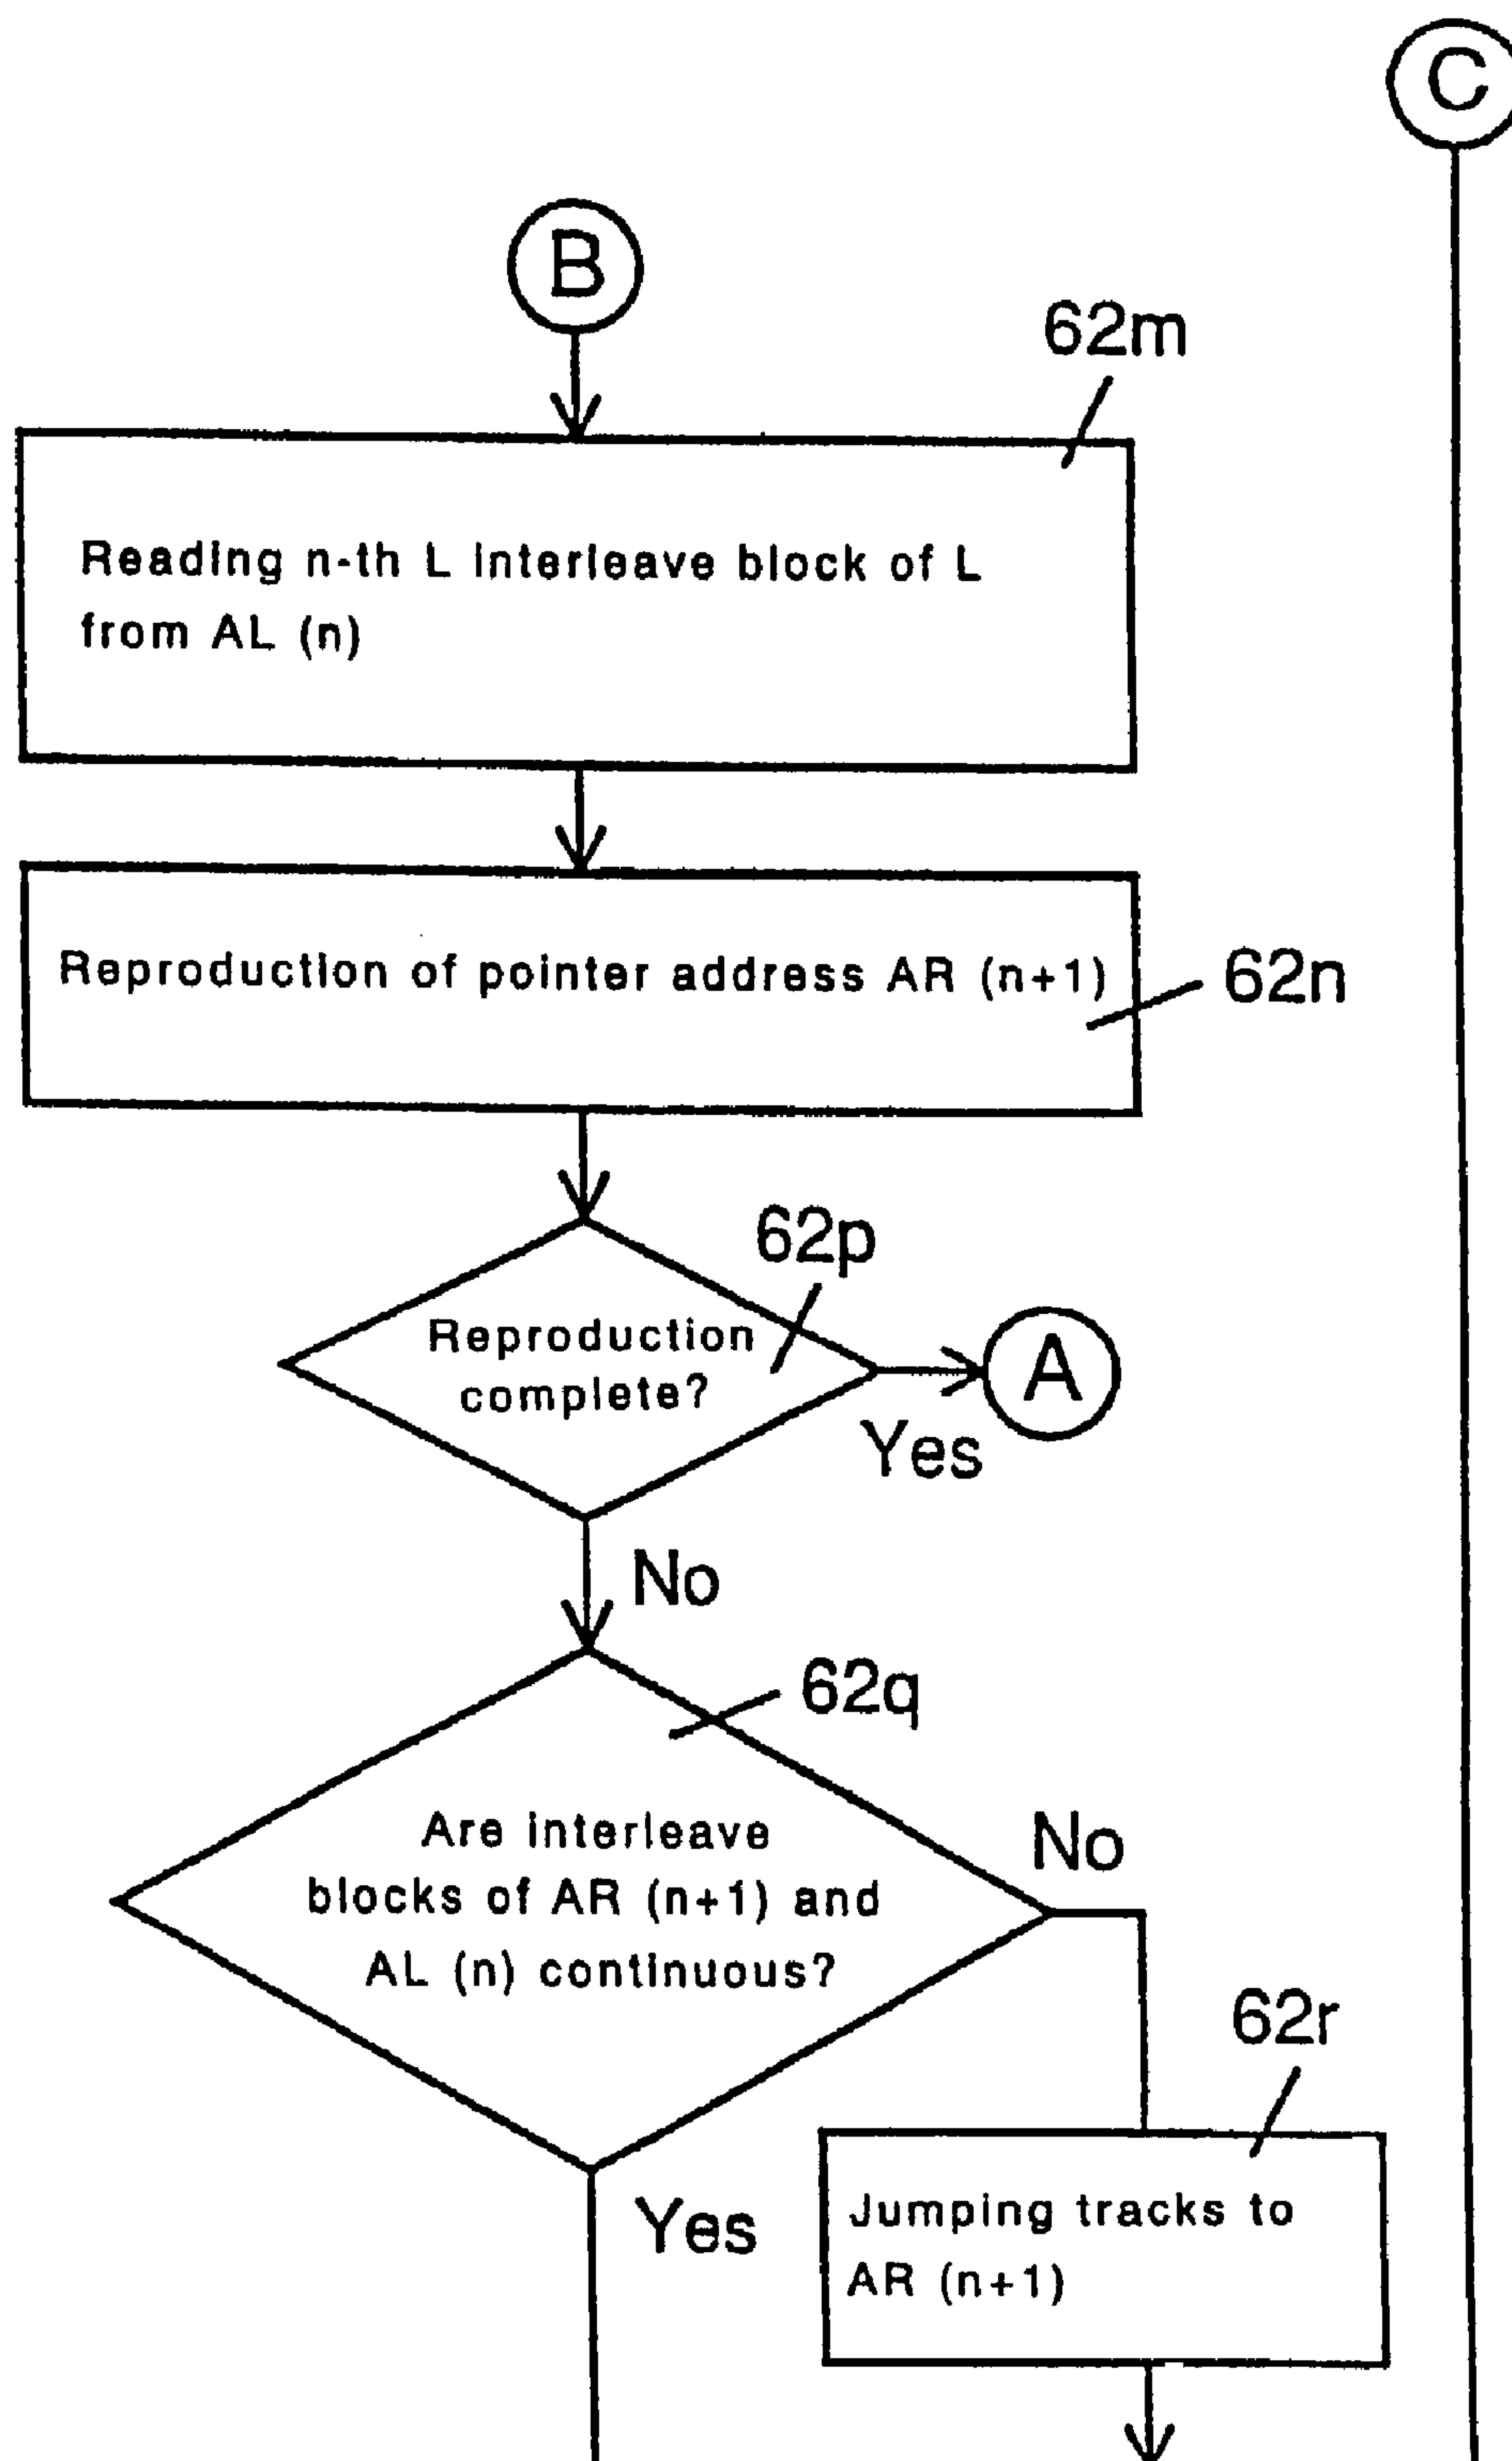 C
B
62m
Reading n-th L interleave block of L
from AL (n)
Reproduction of pointer address AR (n+1)
62n
62p
Reproduction
complete?
A
Yes
No
62q
Are interleave
blocks of AR (n+1) and
AL (n) continuous?
No
62r
Yes
Jumping tracks to
AR (n+1)